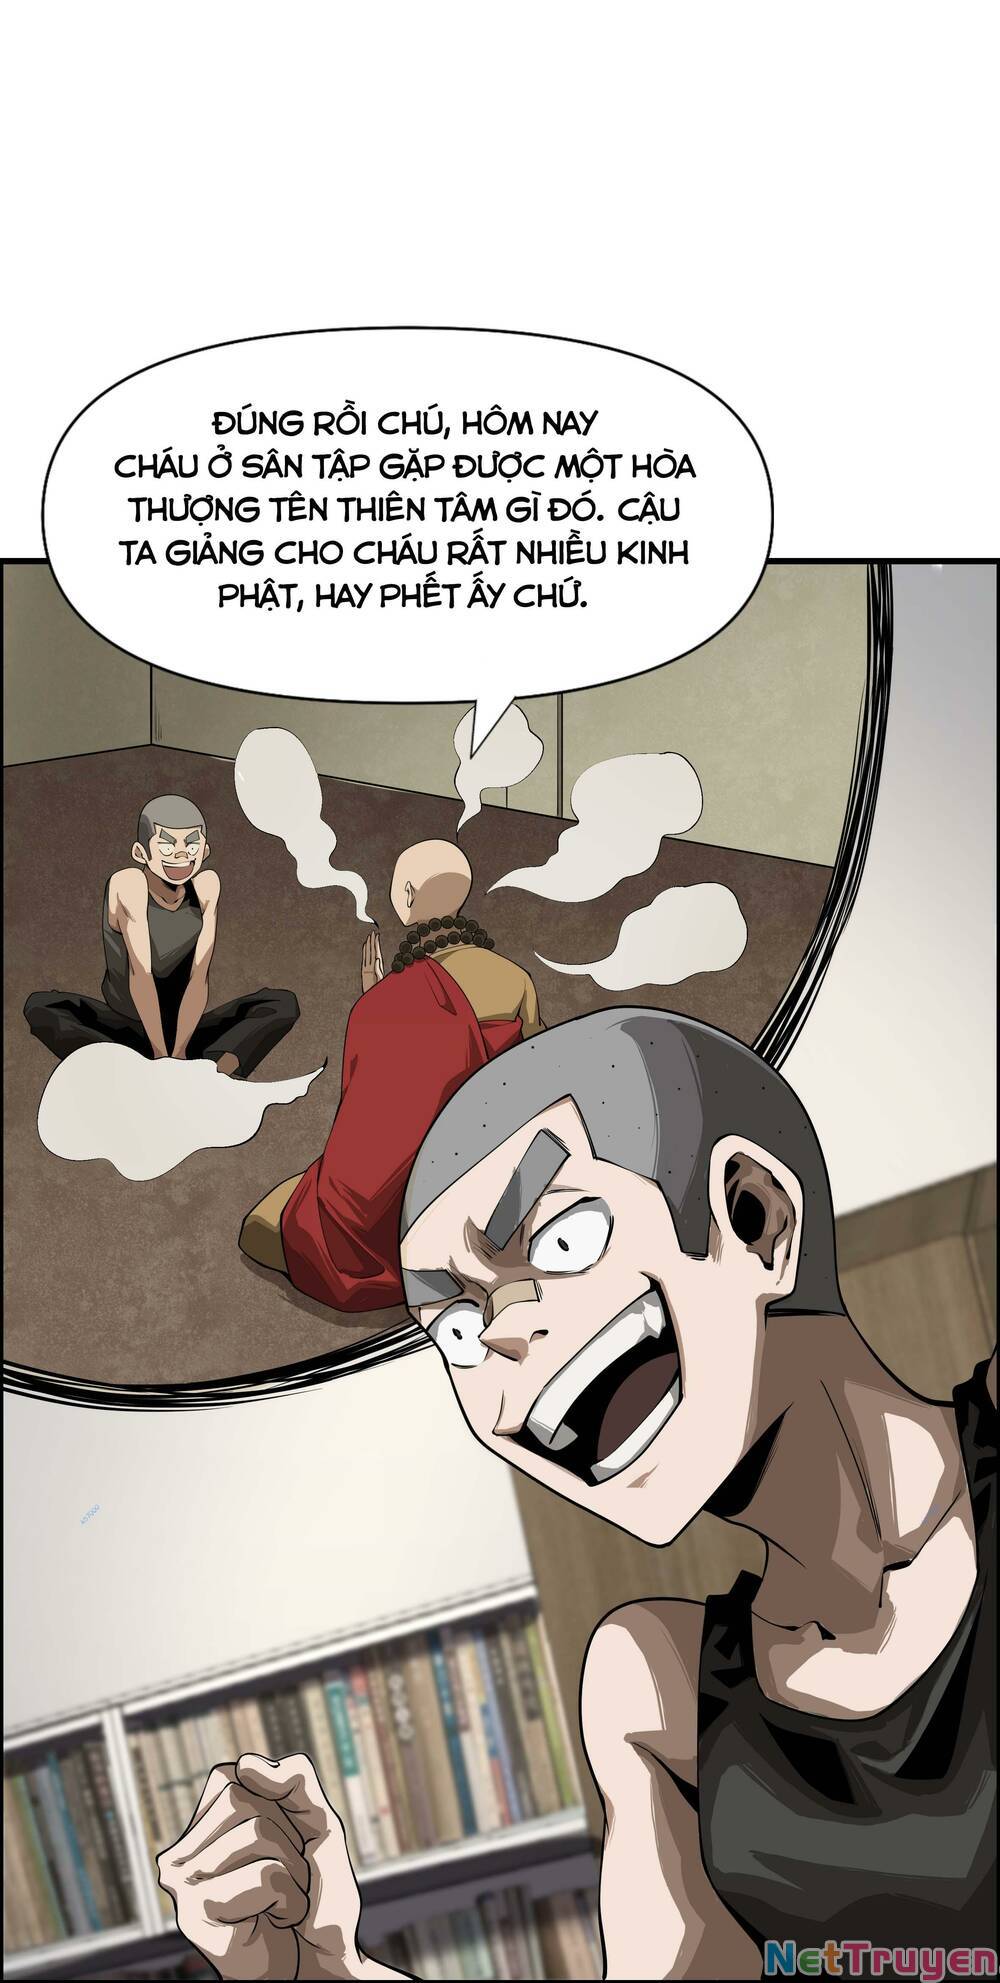 ĐÚNG RỒI CHÚ, HÔM NAY
CHÁU Ở SÂN TẬP GẶP ĐƯỢC MỘT HÒA
THƯỢNG TÊN THIÊN TÂM GÌ ĐÓ. CẬU
TA GIẢNG CHO CHÁU RẤT NHIỀU KINH
PHẬT, HAY PHẾT ẤY CHỨ.
NetTruyen